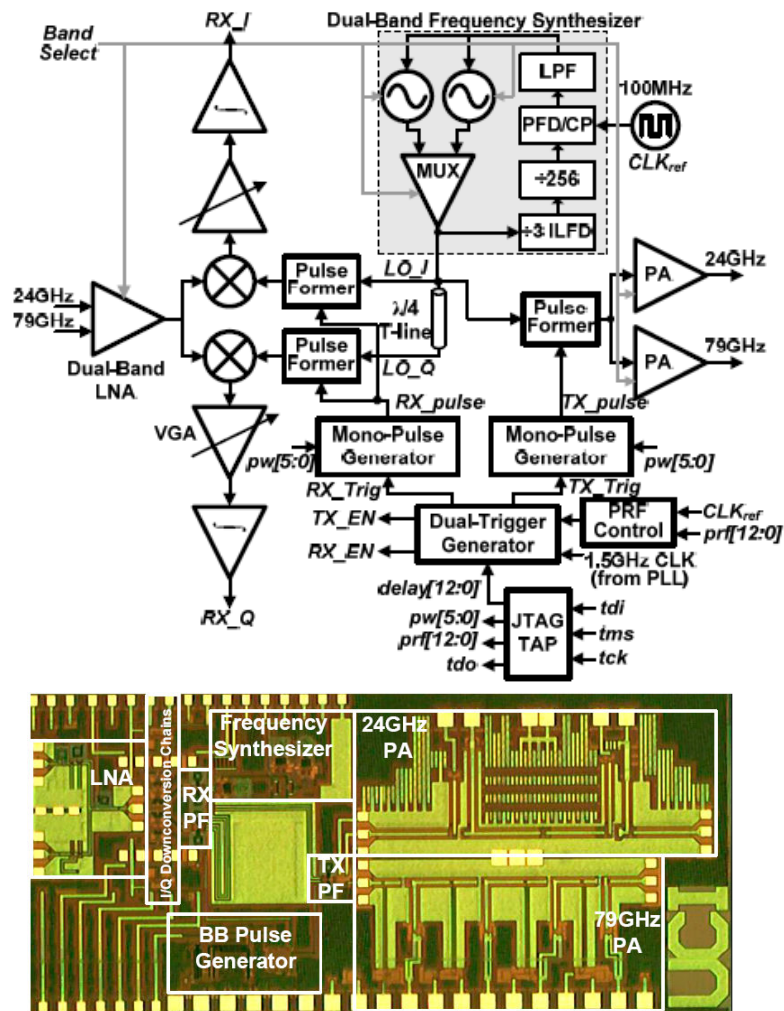 RX_I
Dual-Band Frequency Synthesizer
Band
Select
LPF
100MHz
PFD/CP
CLKref
MUX
÷256
÷3 ILFD
24GHz
79GHz
Dual-Band
LNA
Pulse
Former
LO_I
λ/4
T-line
Pulse
Former
PA
24GHz
Pulse
Former
LO_Q
PA
79GHz
RX_pulse
TX_pulse
VGA
Mono-Pulse
Generator
Mono-Pulse
Generator
pw[5:0]
pw[5:0]
RX_Trig
TX_Trig
TX_EN
RX_EN
Dual-Trigger
Generator
PRF
Control
CLKref
prf[12:0]
1.5GHz CLK
(from PLL)
delay[12:0]
RX_Q
pw[5:0]
prf[12:0]
tdo
JTAG
TAP
tdi
tms
tck
LNA
I/Q Downconversion Chains
Frequency
Synthesizer
24GHz
PA
RX
PF
TX
PF
BB Pulse
Generator
79GHz
PA
UCI